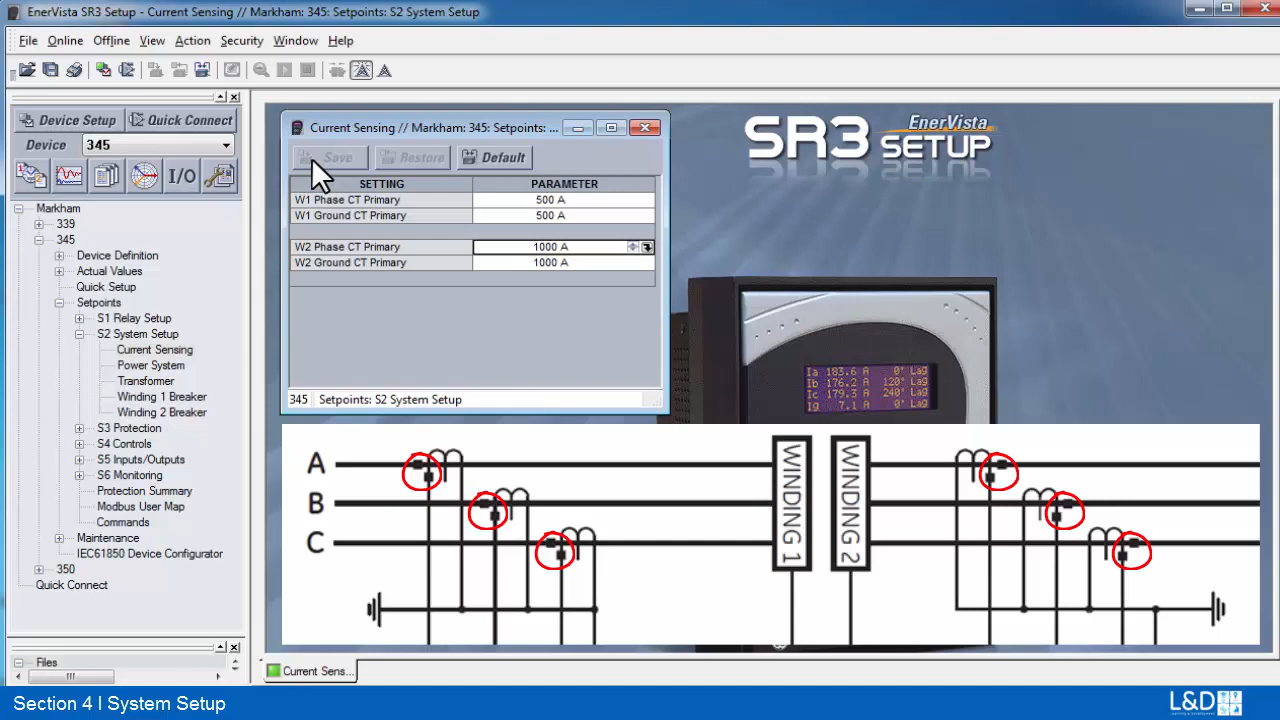 EnerVista SR3 Setup - Current Sensing // Markham: 345: Setpoints: S2 System Setup
File Online Offline View Action Security Window Help
Device Setup Quick Connect
Device 345
I/O
Markham
339
345
Device Definition
Actual Values
Quick Setup
Setpoints
S1 Relay Setup
S2 System Setup
Current Sensing
Power System
Transformer
Winding 1 Breaker
Winding 2 Breaker
S3 Protection
S4 Controls
S5 Inputs/Outputs
S6 Monitoring
Protection Summary
Modbus User Map
Commands
Maintenance
IEC61850 Device Configurator
350
Quick Connect
Files
Current Sensing // Markham: 345: Setpoints: ...
Save Restore Default
SETTING PARAMETER
W1 Phase CT Primary 500 A
W1 Ground CT Primary 500 A
W2 Phase CT Primary 1000 A
W2 Ground CT Primary 1000 A
345 Setpoints: S2 System Setup
SR3 EnerVista
SETUP
Ia 183.6 A 0° Lag
Ib 176.2 A 120° Lag
Ic 179.3 A 240° Lag
Ig 7.1 A 0° Lag
A
B
C
WINDING 1
WINDING 2
Current Sens...
Section 4 I System Setup
L&D